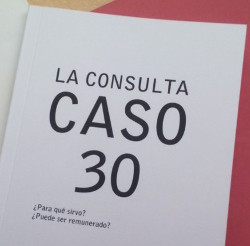 LA CONSULTA
CASO
30
¿Para qué sirvo?
¿Puede ser remunerado?